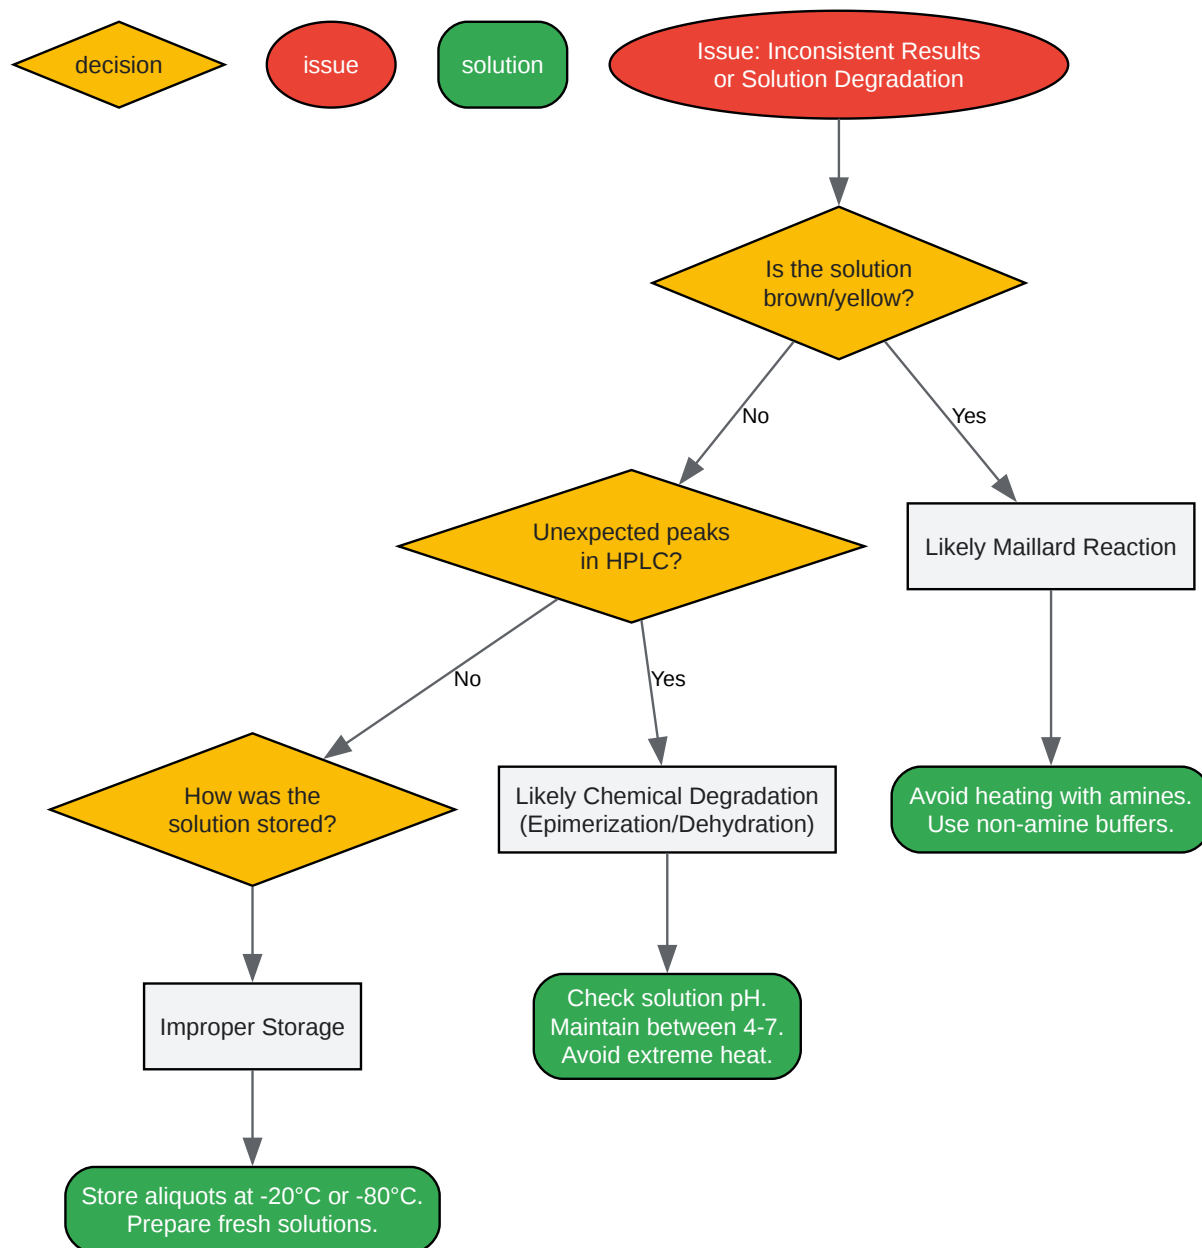 decision
issue
solution
Issue: Inconsistent Results
or Solution Degradation
Is the solution
brown/yellow?
No
Yes
Unexpected peaks
in HPLC?
Likely Maillard Reaction
No
Yes
How was the
solution stored?
Likely Chemical Degradation
(Epimerization/Dehydration)
Avoid heating with amines.
Use non-amine buffers.
Improper Storage
Check solution pH.
Maintain between 4-7.
Avoid extreme heat.
Store aliquots at -20°C or -80°C.
Prepare fresh solutions.